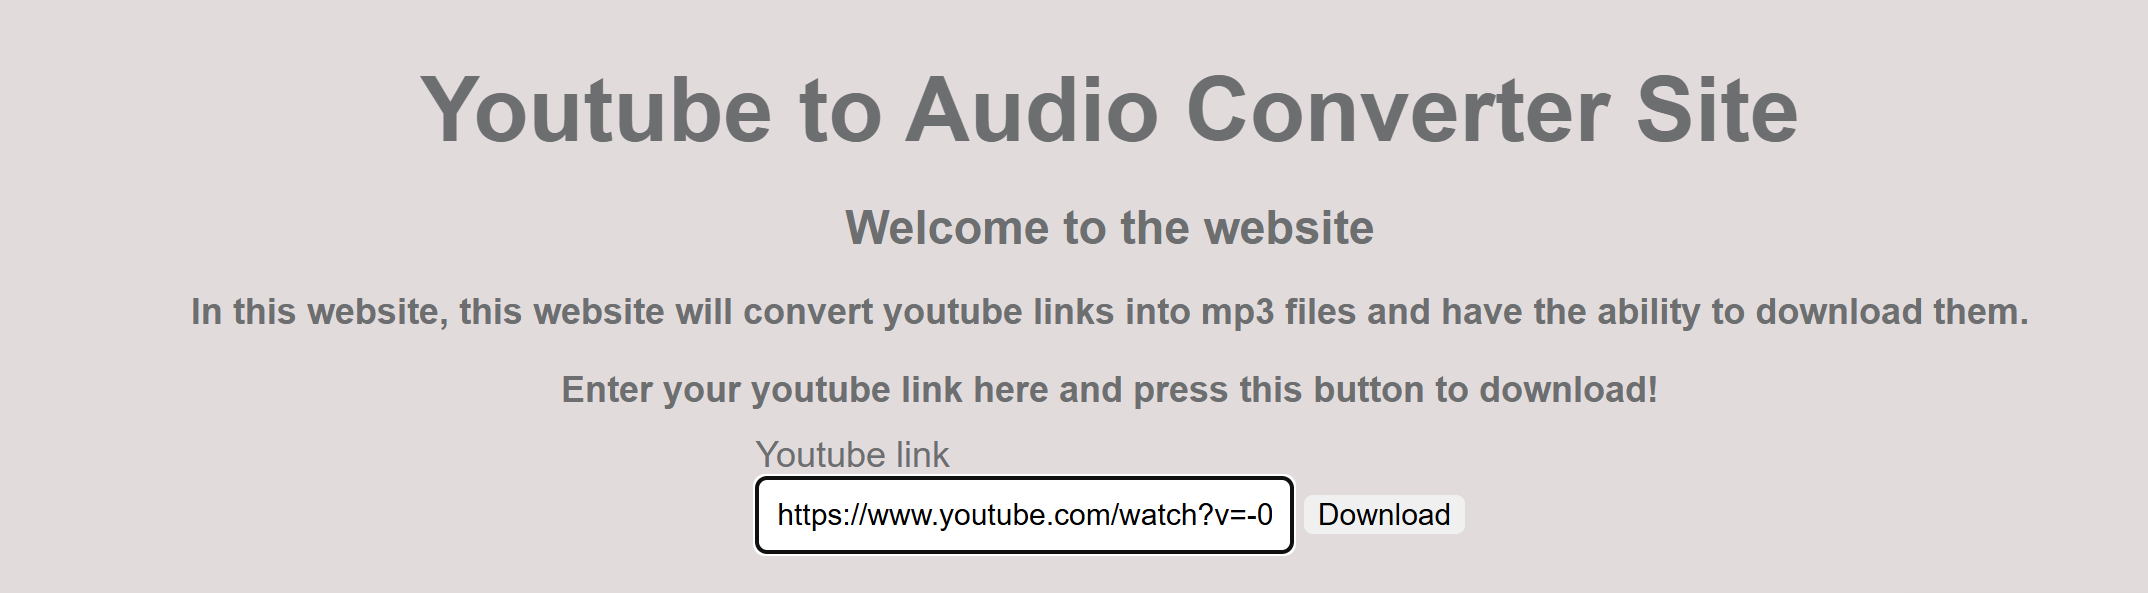 Youtube to Audio Converter Site
Welcome to the website
In this website, this website will convert youtube links into mp3 files and have the ability to download them.
Enter your youtube link here and press this button to download!
Youtube link
https://www.youtube.com/watch?v=-0 Download